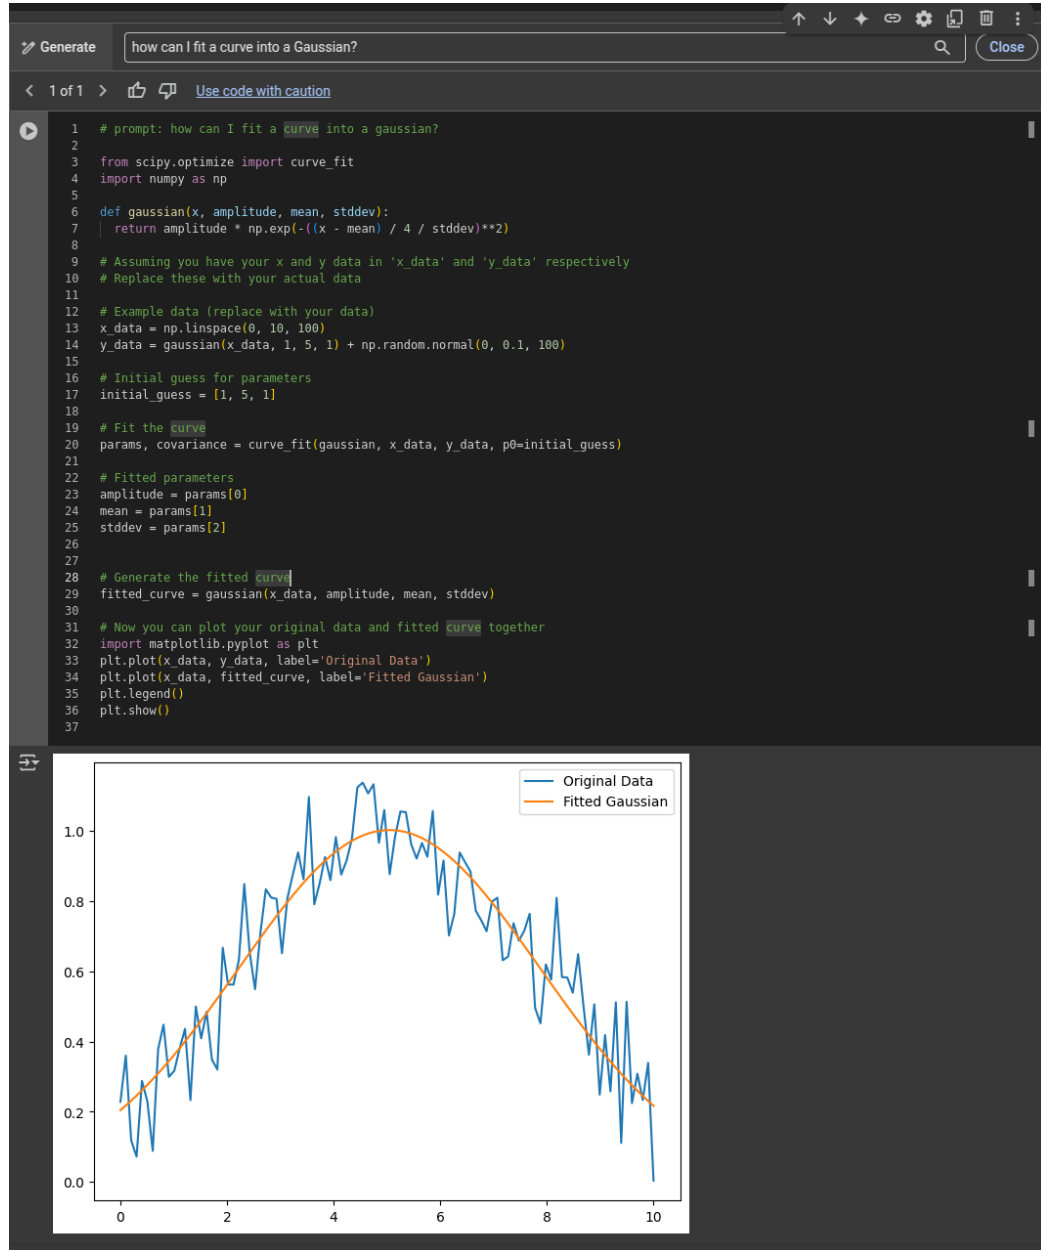 Generate
how can I fit a curve into a Gaussian?
Close
1 of 1
Use code with caution
1 # prompt: how can I fit a curve into a gaussian?
2
3 from scipy.optimize import curve_fit
4 import numpy as np
5
6 def gaussian(x, amplitude, mean, stddev):
7   return amplitude * np.exp(-((x - mean) / 4 / stddev)**2)
8
9 # Assuming you have your x and y data in 'x_data' and 'y_data' respectively
10 # Replace these with your actual data
11
12 # Example data (replace with your data)
13 x_data = np.linspace(0, 10, 100)
14 y_data = gaussian(x_data, 1, 5, 1) + np.random.normal(0, 0.1, 100)
15
16 # Initial guess for parameters
17 initial_guess = [1, 5, 1]
18
19 # Fit the curve
20 params, covariance = curve_fit(gaussian, x_data, y_data, p0=initial_guess)
21
22 # Fitted parameters
23 amplitude = params[0]
24 mean = params[1]
25 stddev = params[2]
26
27
28 # Generate the fitted curve
29 fitted_curve = gaussian(x_data, amplitude, mean, stddev)
30
31 # Now you can plot your original data and fitted curve together
32 import matplotlib.pyplot as plt
33 plt.plot(x_data, y_data, label='Original Data')
34 plt.plot(x_data, fitted_curve, label='Fitted Gaussian')
35 plt.legend()
36 plt.show()
37
Original Data
Fitted Gaussian
1.0
0.8
0.6
0.4
0.2
0.0
0 2 4 6 8 10